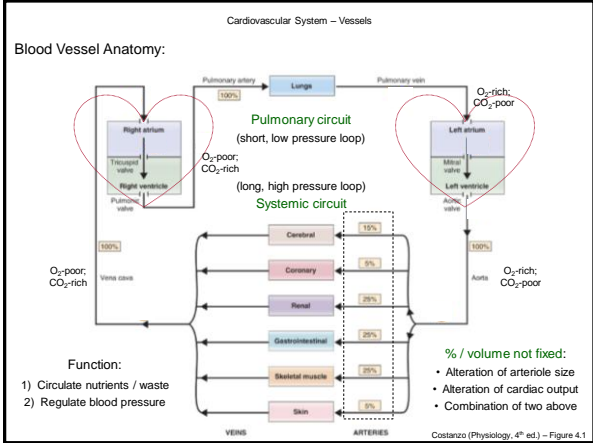 Cardiovascular System – Vessels
Blood Vessel Anatomy:
Pulmonary artery
Lungs
Pulmonary vein
100%
O₂-rich;
CO₂-poor
Pulmonary circuit
(short, low pressure loop)
Right atrium
Left atrium
O₂-poor;
CO₂-rich
Tricuspid
valve
Mitral
valve
(long, high pressure loop)
Right ventricle
Left ventricle
Systemic circuit
Pulmonic
valve
Aortic
valve
Cerebral
15%
100%
100%
O₂-poor;
CO₂-rich
Vena cava
Coronary
5%
Aorta
O₂-rich;
CO₂-poor
Renal
25%
Gastrointestinal
25%
Function:
1) Circulate nutrients / waste
2) Regulate blood pressure
Skeletal muscle
25%
% / volume not fixed:
• Alteration of arteriole size
• Alteration of cardiac output
• Combination of two above
Skin
5%
VEINS
ARTERIES
Costanzo (Physiology, 4th ed.) – Figure 4.1